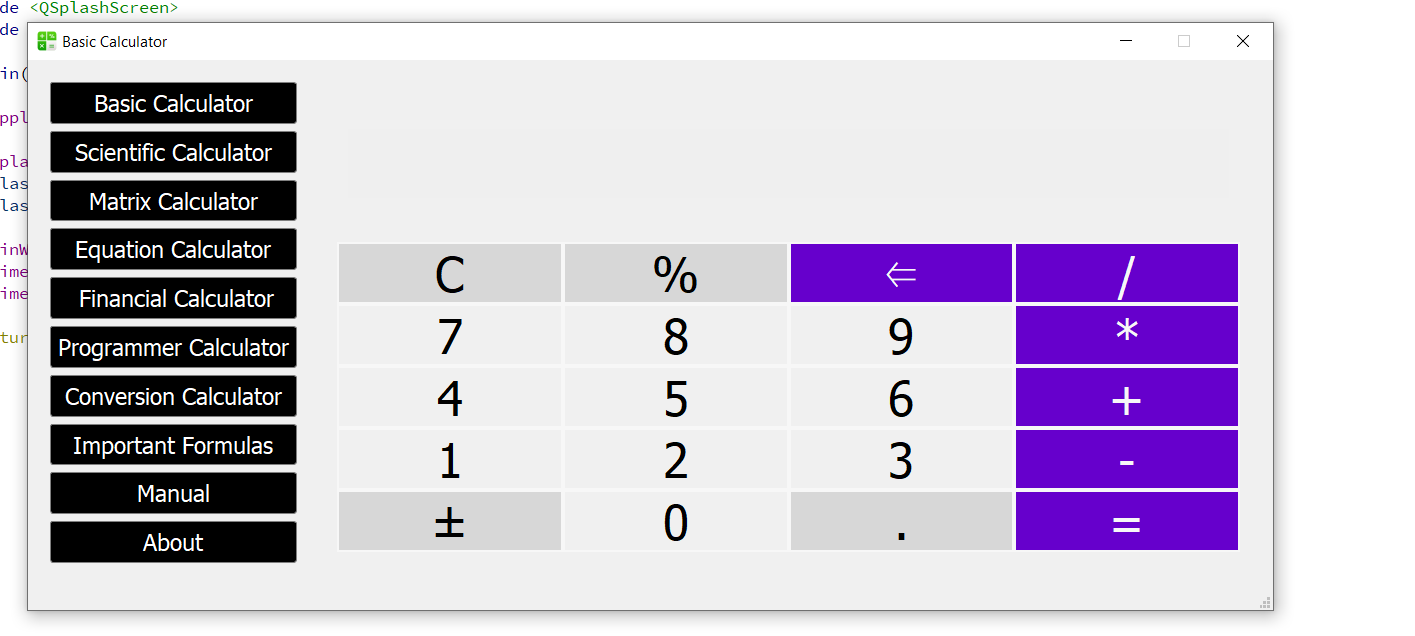 de <QSplashScreen>
de
in(
ppl
pla
las
las
inW
ime
ime
tur
Basic Calculator
Basic Calculator
Scientific Calculator
Matrix Calculator
Equation Calculator
Financial Calculator
Programmer Calculator
Conversion Calculator
Important Formulas
Manual
About
C % ⇐ /
7 8 9 *
4 5 6 +
1 2 3 -
± 0 . =